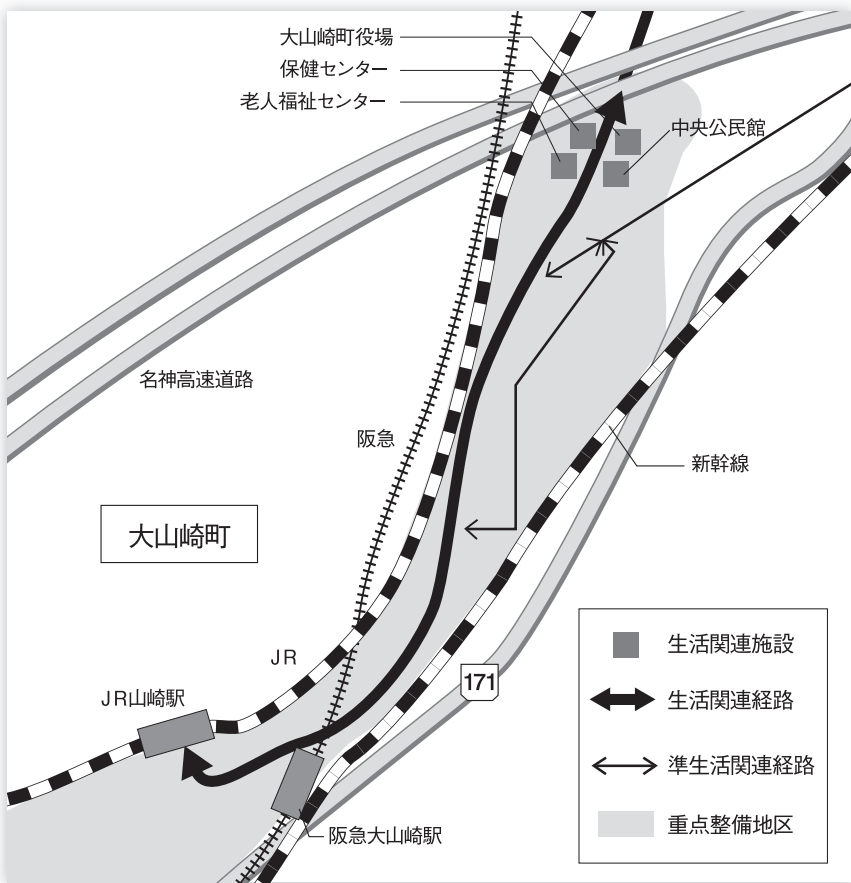 大山崎町役場
保健センター
老人福祉センター
中央公民館
名神高速道路
阪急
新幹線
大山崎町
JR
JR山崎駅
171
阪急大山崎駅
生活関連施設
生活関連経路
準生活関連経路
重点整備地区